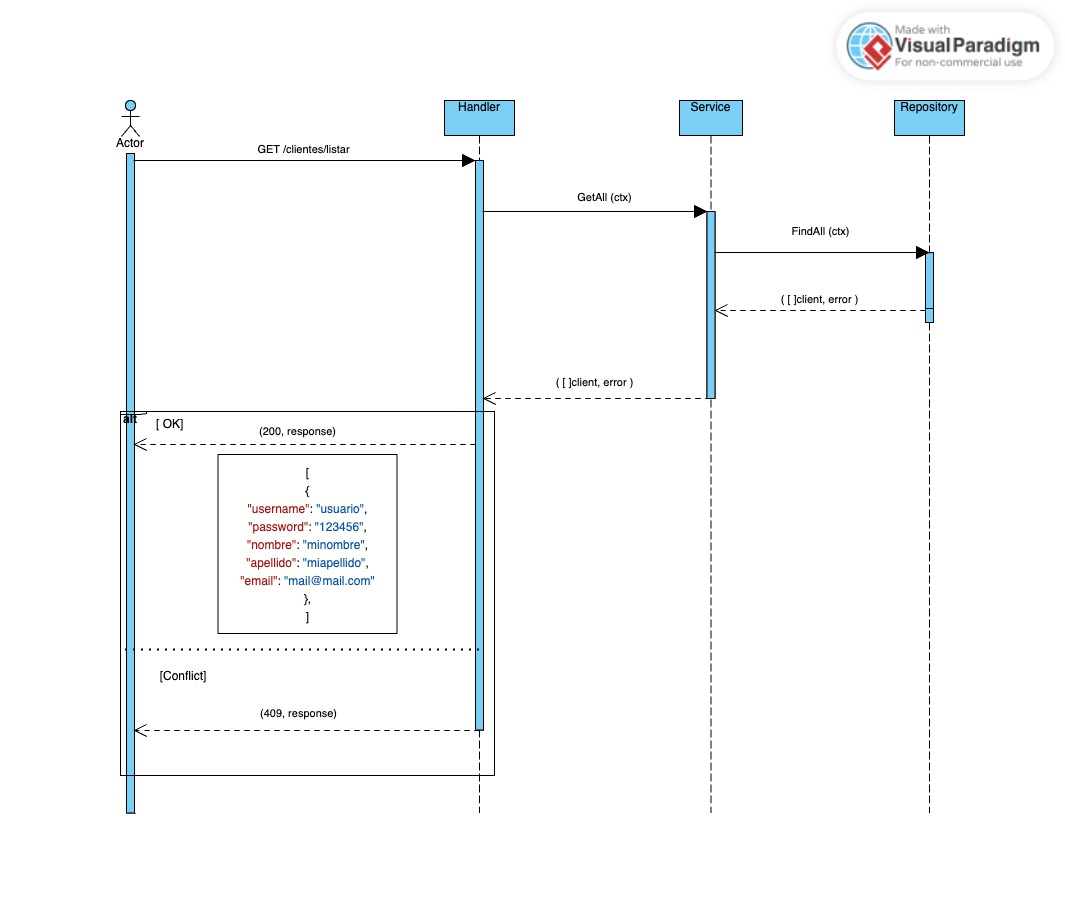 Made with
VisualParadigm
For non-commercial use
Handler
Service
Repository
Actor
GET /clientes/listar
GetAll (ctx)
FindAll (ctx)
( [ ]client, error )
( [ ]client, error )
alt
[ OK]
(200, response)
[
{
"username": "usuario",
"password": "123456",
"nombre": "minombre",
"apellido": "miapellido",
"email": "mail@mail.com"
},
]
[Conflict]
(409, response)